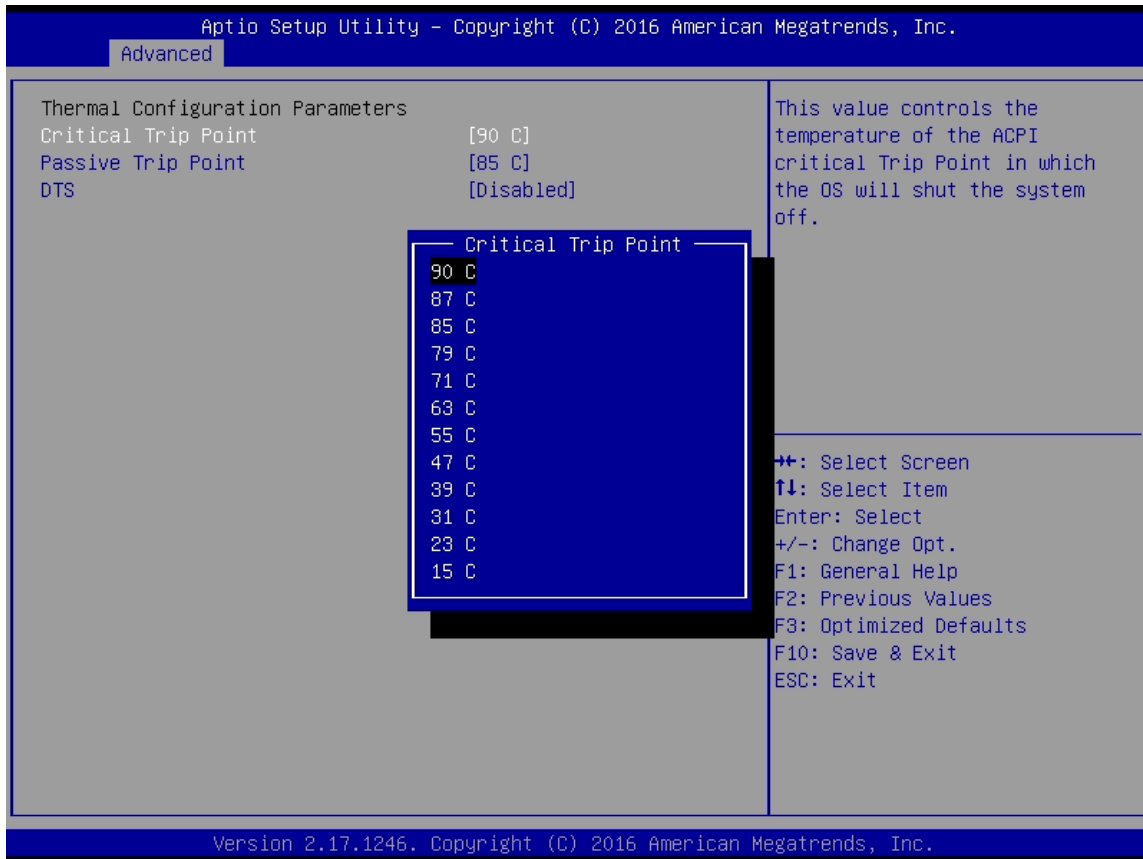 Aptio Setup Utility – Copyright (C) 2016 American Megatrends, Inc.
Advanced
Thermal Configuration Parameters
Critical Trip Point [90 C]
Passive Trip Point [85 C]
DTS [Disabled]
Critical Trip Point
90 C
87 C
85 C
79 C
71 C
63 C
55 C
47 C
39 C
31 C
23 C
15 C
This value controls the
temperature of the ACPI
critical Trip Point in which
the OS will shut the system
off.
→←: Select Screen
↑↓: Select Item
Enter: Select
+/-: Change Opt.
F1: General Help
F2: Previous Values
F3: Optimized Defaults
F10: Save & Exit
ESC: Exit
Version 2.17.1246. Copyright (C) 2016 American Megatrends, Inc.